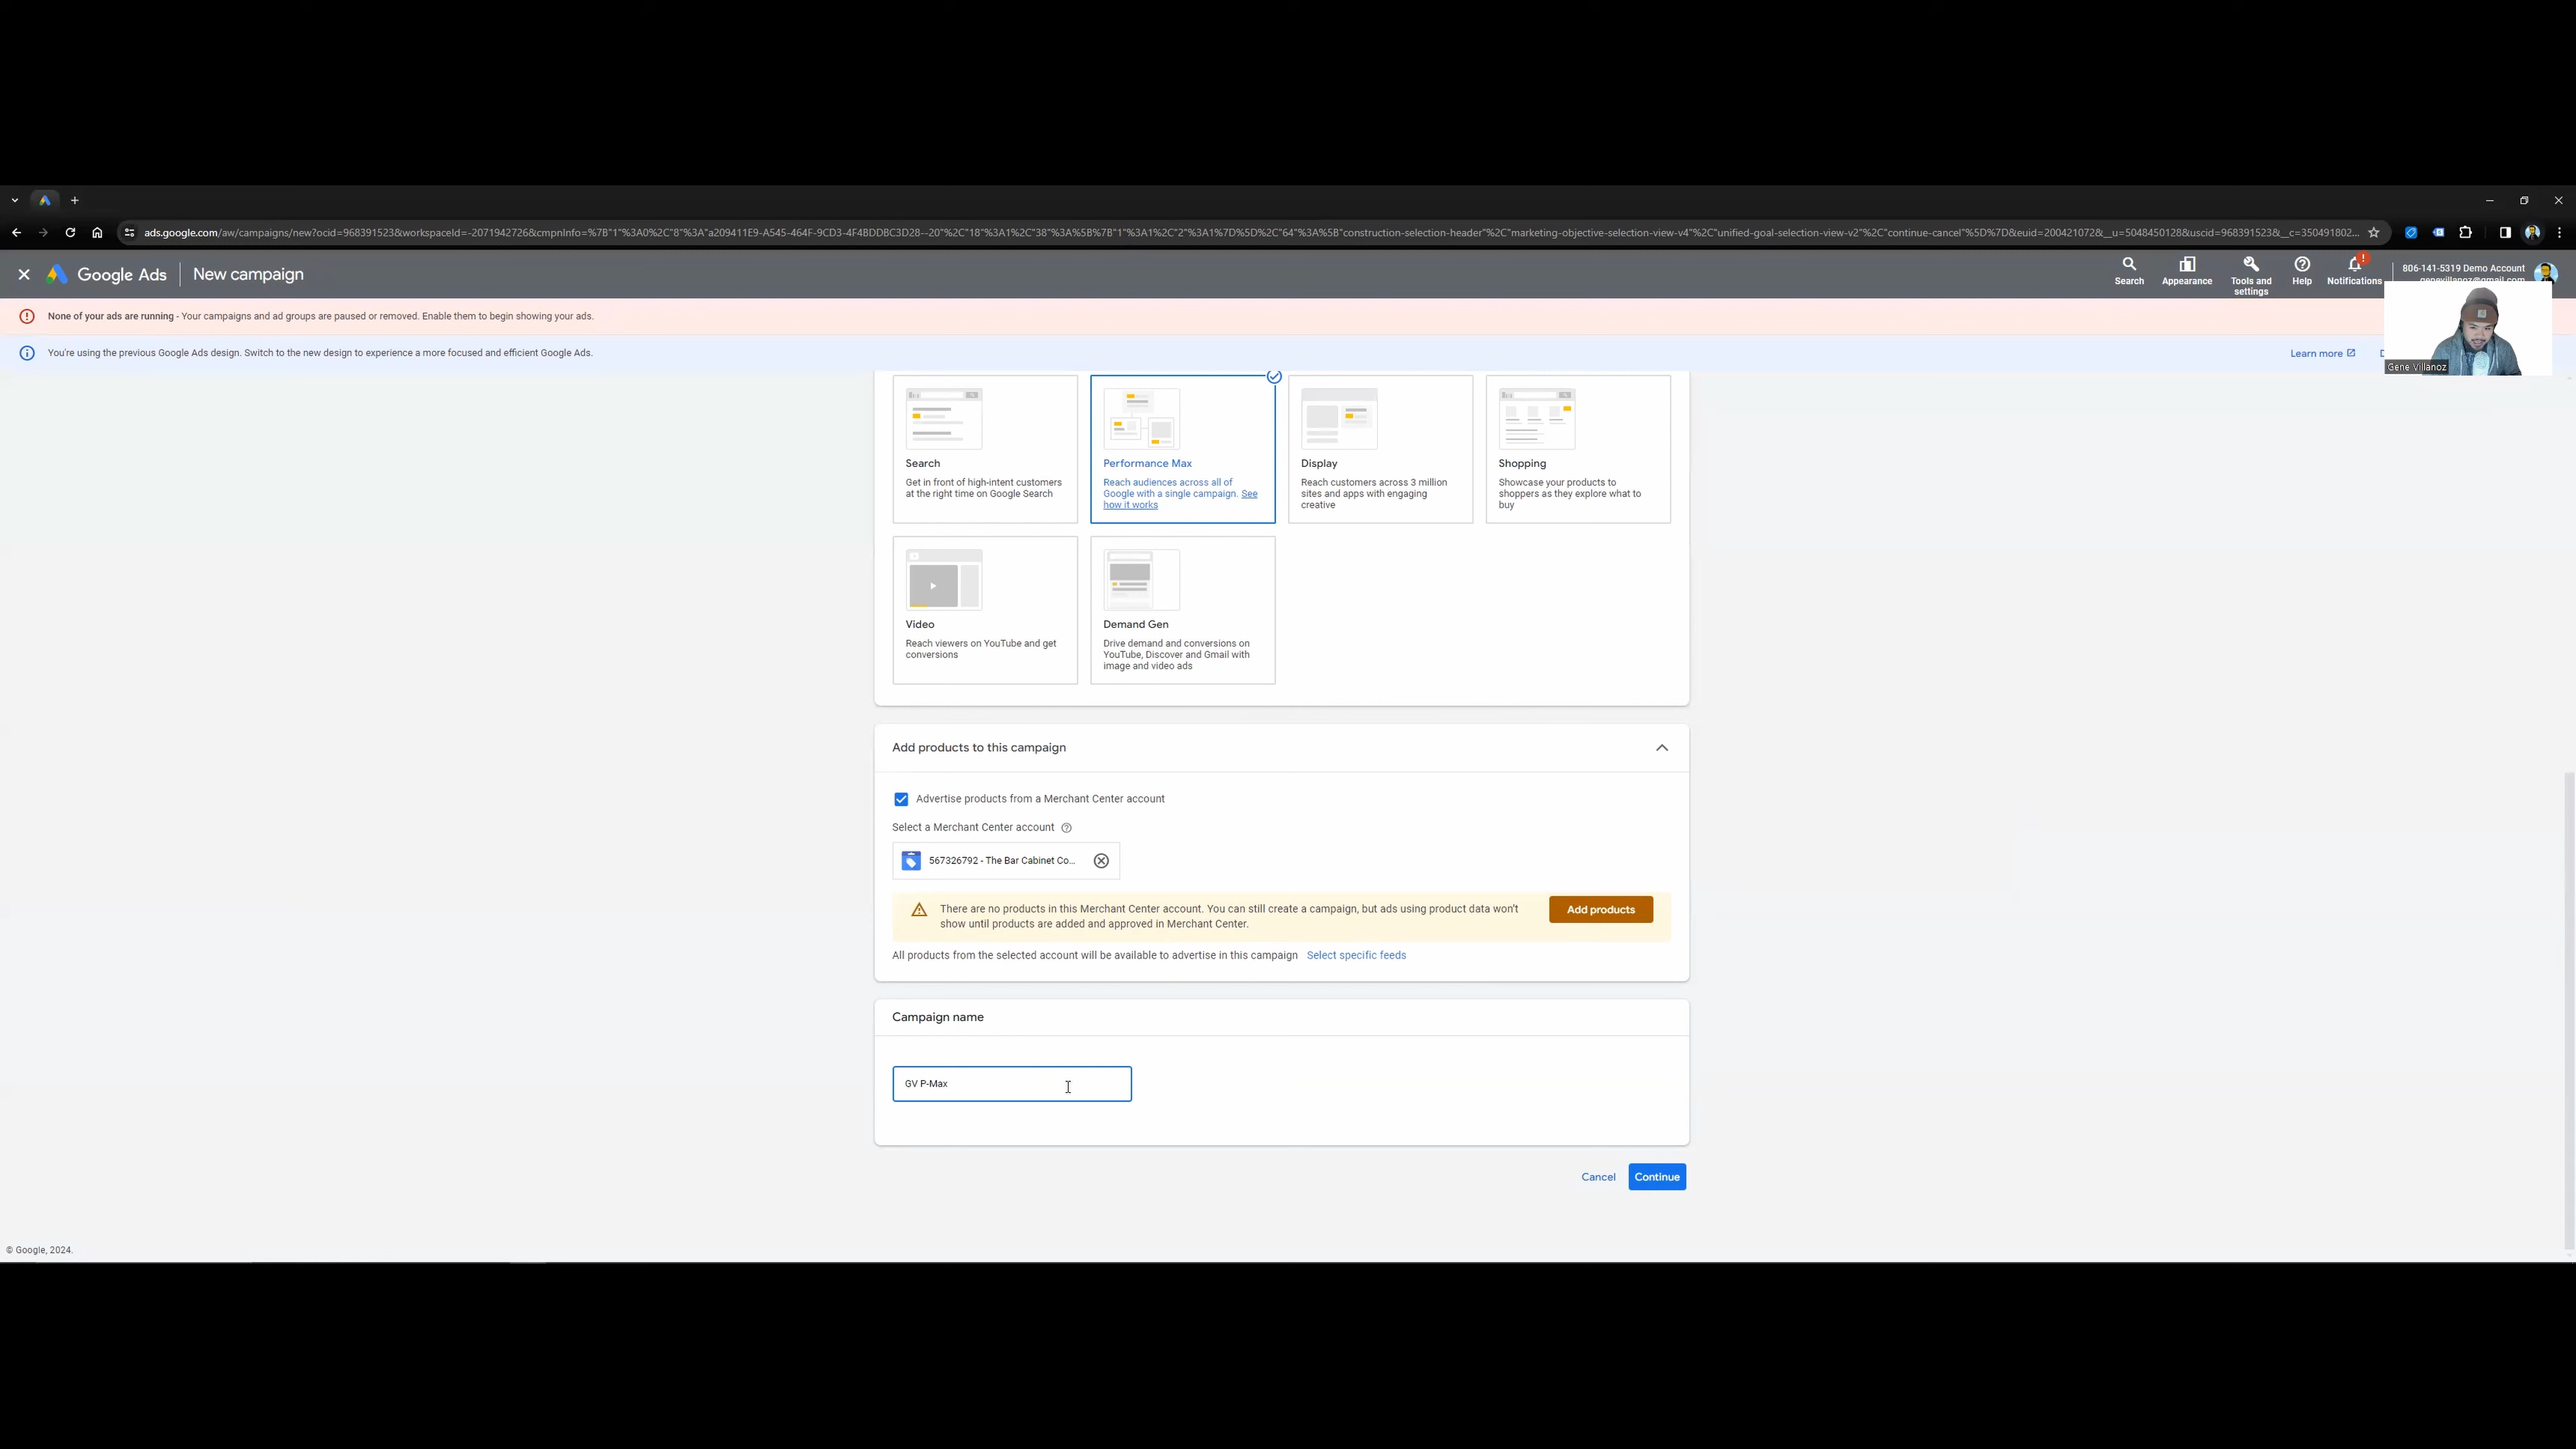 ads.google.com/aw/campaigns/new?ocid=968391523&workspaceId=-2071942726&cmpnInfo=%7B"1"%3A0%2C"8"%3A"a209411E9-A545-464F-9CD3-4F4BDDBC3D28--20"%2C"18"%3A1%2C"38"%3A%5B%7B"1"%3A1%2C"2"%3A1%7D%5D%2C"64"%3A%5B"construction-selection-header"%2C"marketing-objective-selection-view-v4"%2C"unified-goal-selection-view-v2"%2C"continue-cancel"%5D%7D&euid=200421072&__u=5048450128&uscid=968391523&__c=350491802...
Google Ads
New campaign
Search
Appearance
Tools and settings
Help
Notifications
806-141-5319 Demo Account
genevillanoz@gmail.com
None of your ads are running - Your campaigns and ad groups are paused or removed. Enable them to begin showing your ads.
You're using the previous Google Ads design. Switch to the new design to experience a more focused and efficient Google Ads.
Learn more
D
Gene Villanoz
Search
Get in front of high-intent customers
at the right time on Google Search
Performance Max
Reach audiences across all of
Google with a single campaign. See
how it works
Display
Reach customers across 3 million
sites and apps with engaging
creative
Shopping
Showcase your products to
shoppers as they explore what to
buy
Video
Reach viewers on YouTube and get
conversions
Demand Gen
Drive demand and conversions on
YouTube, Discover and Gmail with
image and video ads
Add products to this campaign
Advertise products from a Merchant Center account
Select a Merchant Center account
567326792 - The Bar Cabinet Co...
There are no products in this Merchant Center account. You can still create a campaign, but ads using product data won't
show until products are added and approved in Merchant Center.
Add products
All products from the selected account will be available to advertise in this campaign Select specific feeds
Campaign name
GV P-Max
Cancel
Continue
© Google, 2024.